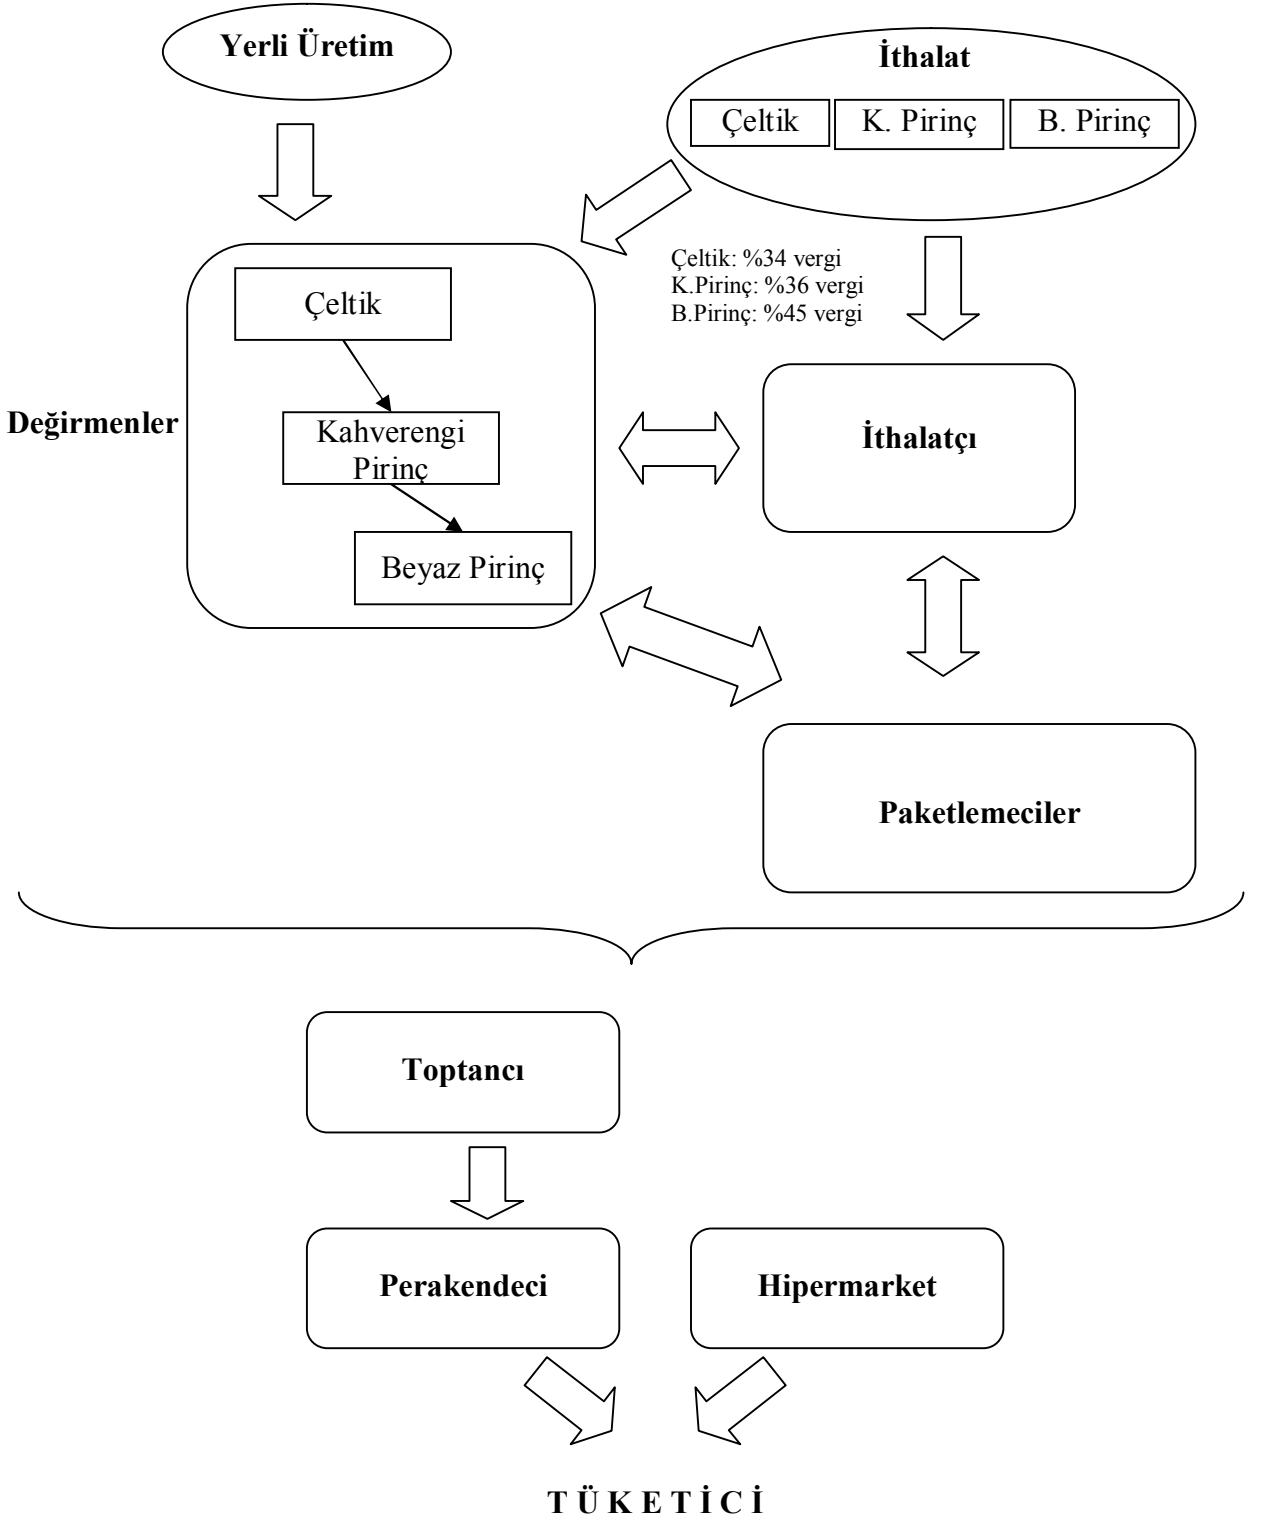 Yerli Üretim
İthalat
Çeltik
K. Pirinç
B. Pirinç
Çeltik: %34 vergi
K.Pirinç: %36 vergi
B.Pirinç: %45 vergi
Çeltik
Değirmenler
Kahverengi
Pirinç
Beyaz Pirinç
İthalatçı
Paketlemeciler
Toptancı
Perakendeci
Hipermarket
T Ü K E T İ C İ